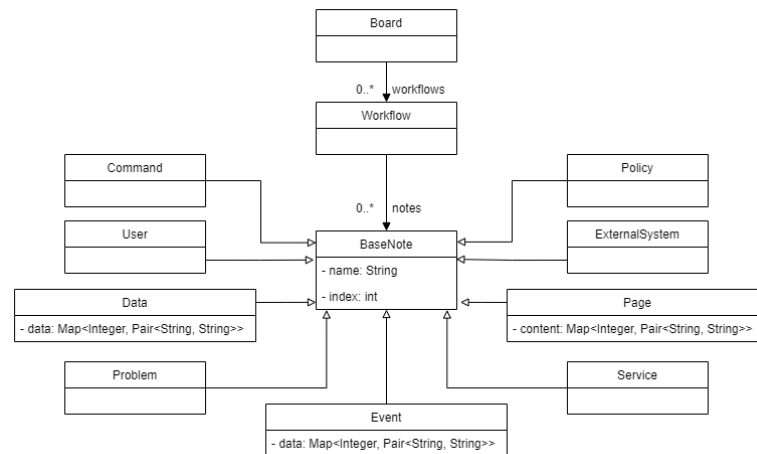 Board
0..* workflows
Workflow
Command
Policy
0..* notes
User
BaseNote
ExternalSystem
- name: String
- index: int
Data
- data: Map<Integer, Pair<String, String>>
Page
- content: Map<Integer, Pair<String, String>>
Problem
Service
Event
- data: Map<Integer, Pair<String, String>>